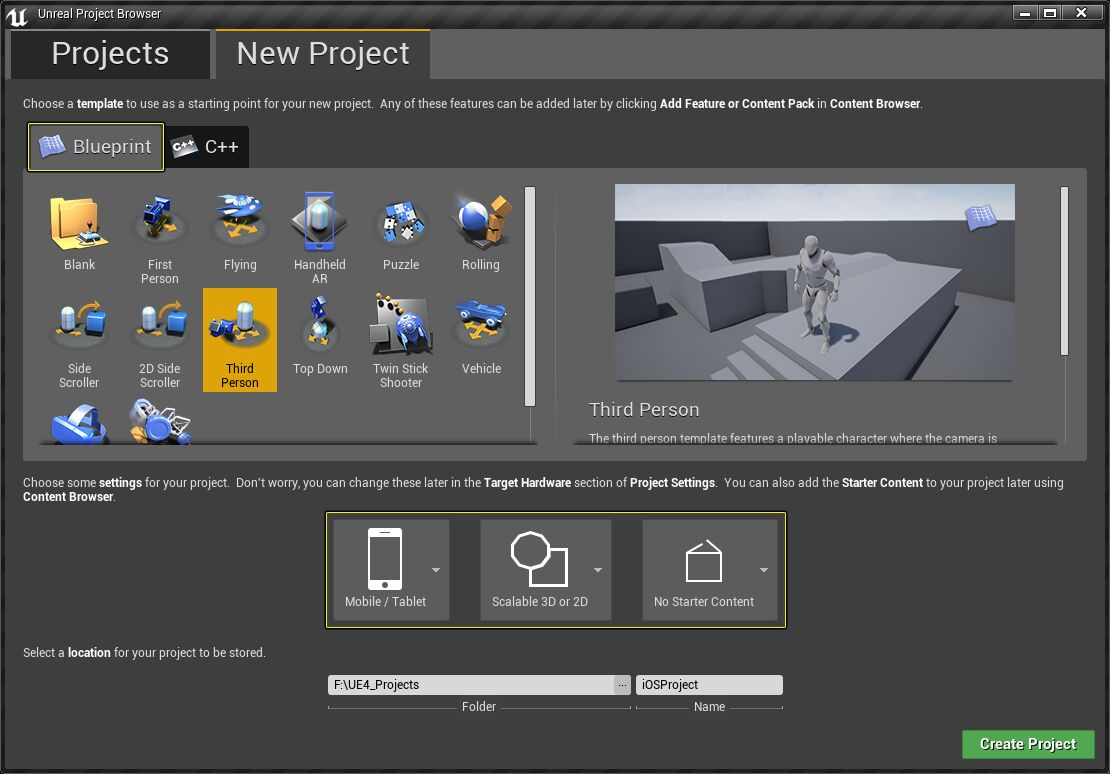 Unreal Project Browser
Projects
New Project
Choose a template to use as a starting point for your new project.  Any of these features can be added later by clicking Add Feature or Content Pack in Content Browser.
Blueprint
C++
C++
Blank
First
Person
Flying
Handheld
AR
Puzzle
Rolling
Side
Scroller
2D Side
Scroller
Third
Person
Top Down
Twin Stick
Shooter
Vehicle
Third Person
The third person template features a playable character where the camera is
Choose some settings for your project.  Don't worry, you can change these later in the Target Hardware section of Project Settings.  You can also add the Starter Content to your project later using
Content Browser.
Mobile / Tablet
Scalable 3D or 2D
No Starter Content
Select a location for your project to be stored.
F:\UE4_Projects
...
iOSProject
Folder
Name
Create Project